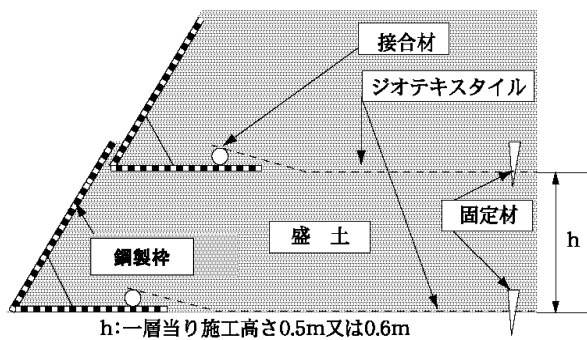 接合材
ジオテキスタイル
固定材
h
盛 土
鋼製枠
h:一層当り施工高さ0.5m又は0.6m